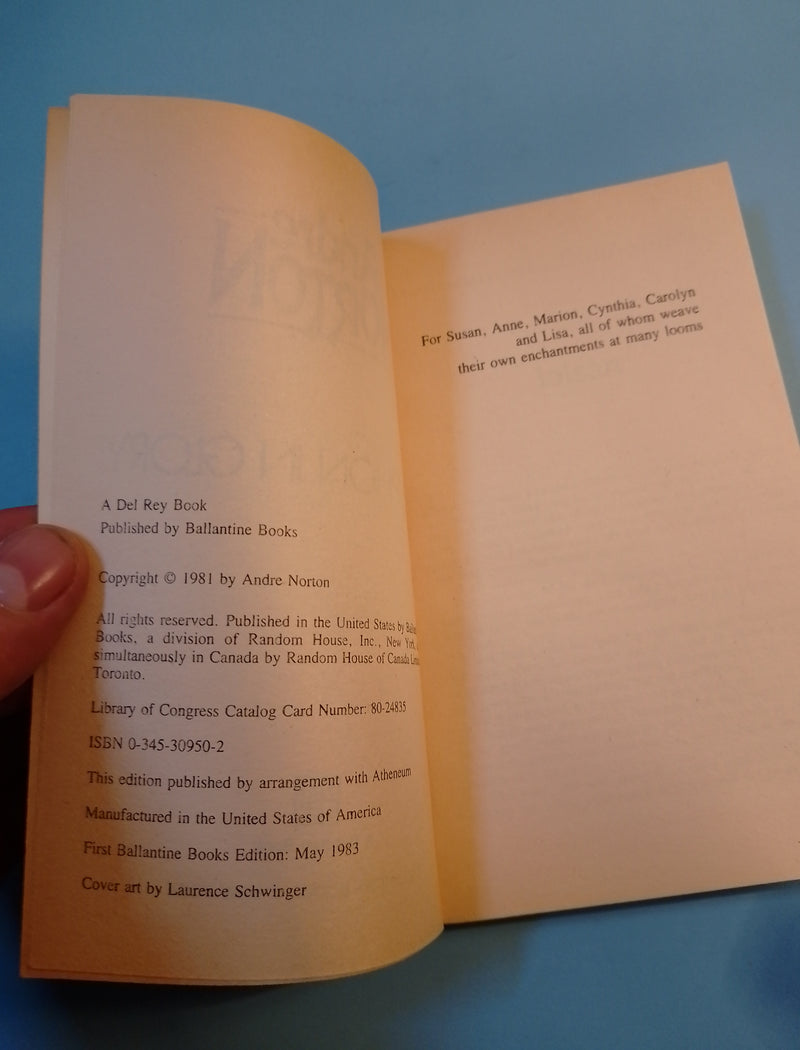 A Del Rey Book
Published by Ballantine Books
Copyright © 1981 by Andre Norton
All rights reserved. Published in the United States by
Books, a division of Random House, Inc., New York,
simultaneously in Canada by Random House of Canada
Toronto.
Library of Congress Catalog Card Number: 80-24835
ISBN 0-345-30950-2
This edition published by arrangement with Atheneum
Manufactured in the United States of America
First Ballantine Books Edition: May 1983
Cover art by Laurence Schwinger
For Susan, Anne, Marion, Cynthia, Carolyn
and Lisa, all of whom weave
their own enchantments at many looms